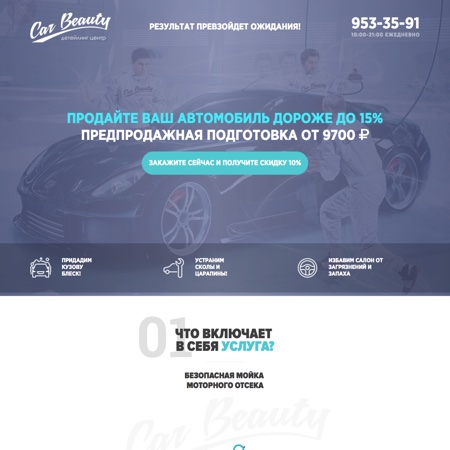 Car Beauty
детейлинг центр
РЕЗУЛЬТАТ ПРЕВЗОЙДЕТ ОЖИДАНИЯ!
953-35-91
10:00-21:00 ЕЖЕДНЕВНО
ПРОДАЙТЕ ВАШ АВТОМОБИЛЬ ДОРОЖЕ ДО 15%
ПРЕДПРОДАЖНАЯ ПОДГОТОВКА ОТ 9700 ₽
ЗАКАЖИТЕ СЕЙЧАС И ПОЛУЧИТЕ СКИДКУ 10%
ПРИДАДИМ
КУЗОВУ
БЛЕСК!
УСТРАНИМ
СКОЛЫ И
ЦАРАПИНЫ!
ИЗБАВИМ САЛОН ОТ
ЗАГРЯЗНЕНИЙ И
ЗАПАХА
01
ЧТО ВКЛЮЧАЕТ
В СЕБЯ УСЛУГА?
БЕЗОПАСНАЯ МОЙКА
МОТОРНОГО ОТСЕКА
Car Beauty